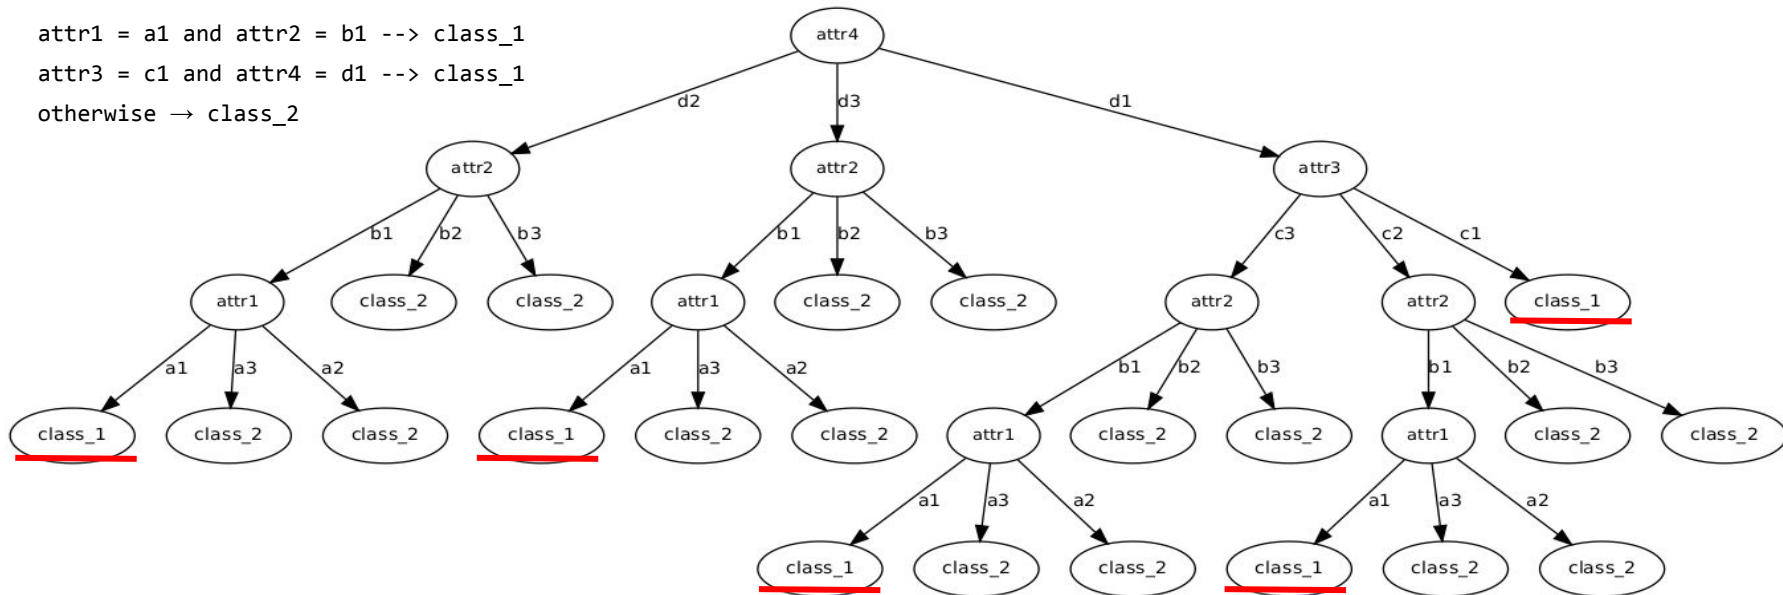 attr1 = a1 and attr2 = b1 --> class_1
attr3 = c1 and attr4 = d1 --> class_1
otherwise → class_2
attr4
d2 d3 d1
attr2 attr2 attr3
b1 b2 b3 b1 b2 b3 c3 c2 c1
attr1 class_2 class_2 attr1 class_2 class_2 attr2 attr2 class_1
a1 a3 a2 a1 a3 a2 b1 b2 b3 b1 b2 b3
class_1 class_2 class_2 class_1 class_2 class_2 attr1 class_2 class_2 attr1 class_2 class_2
a1 a3 a2 a1 a3 a2
class_1 class_2 class_2 class_1 class_2 class_2